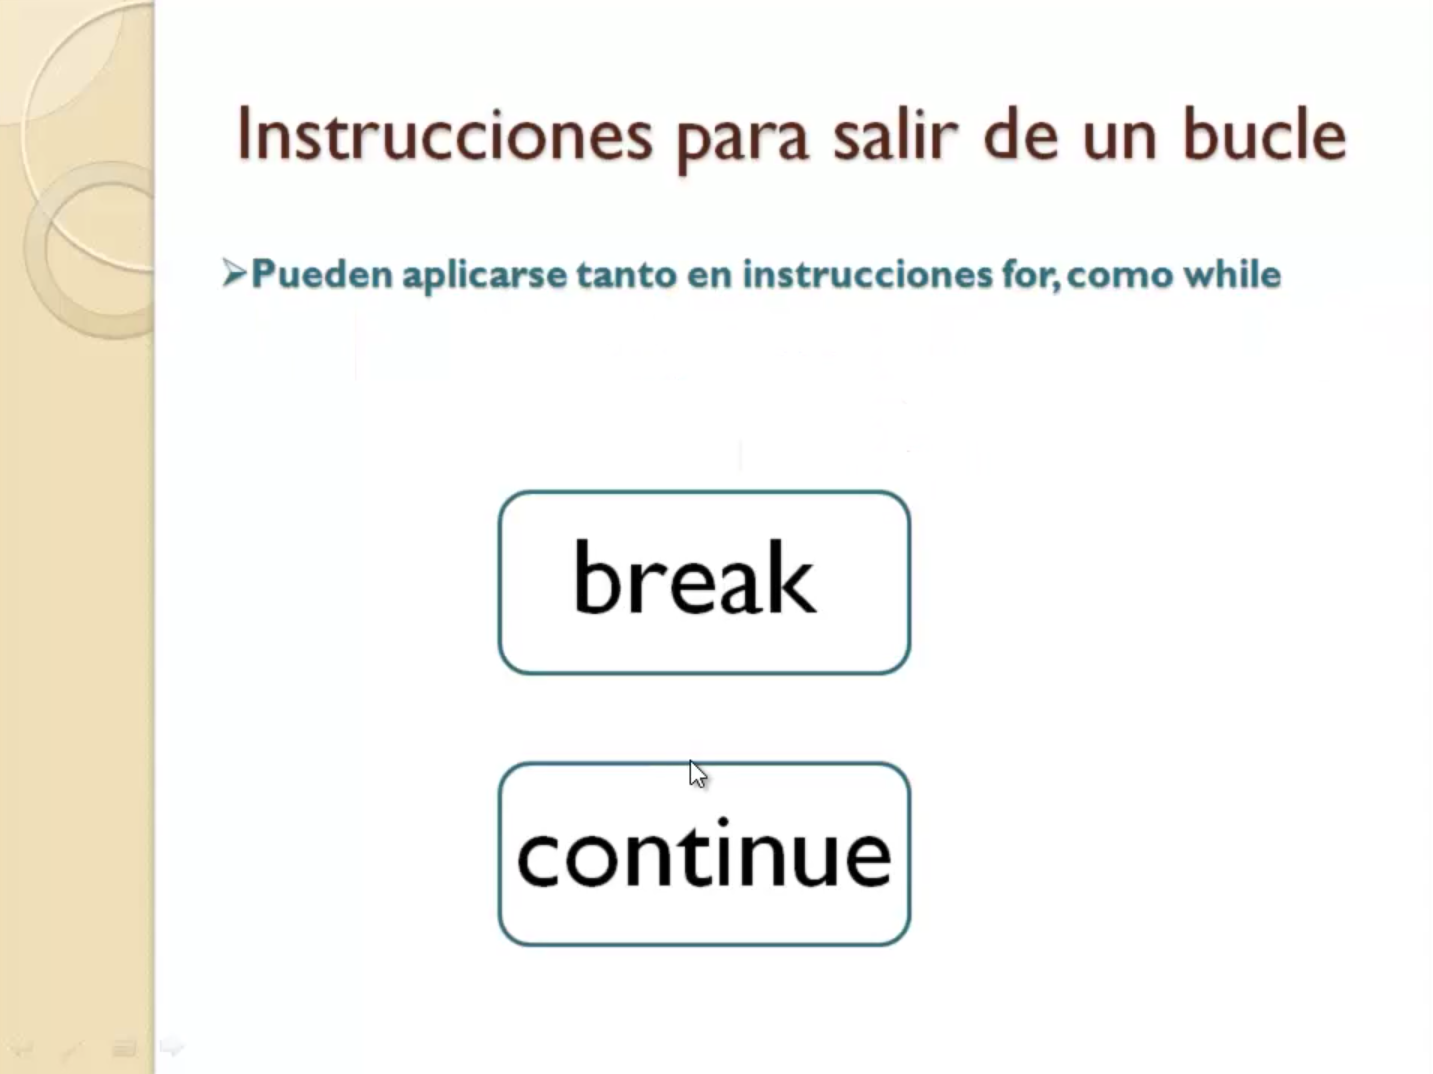 Instrucciones para salir de un bucle
➢Pueden aplicarse tanto en instrucciones for, como while
break
continue